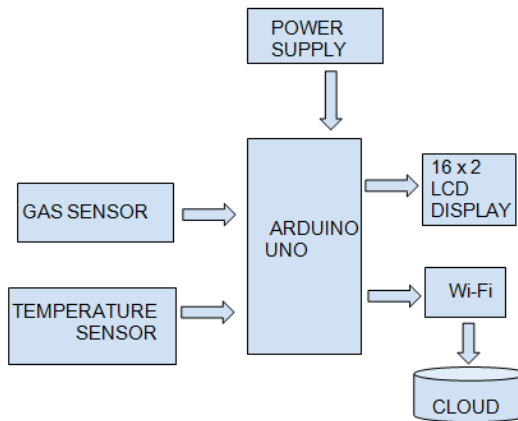 POWER
SUPPLY
GAS SENSOR
TEMPERATURE
SENSOR
ARDUINO
UNO
16 x 2
LCD
DISPLAY
Wi-Fi
CLOUD